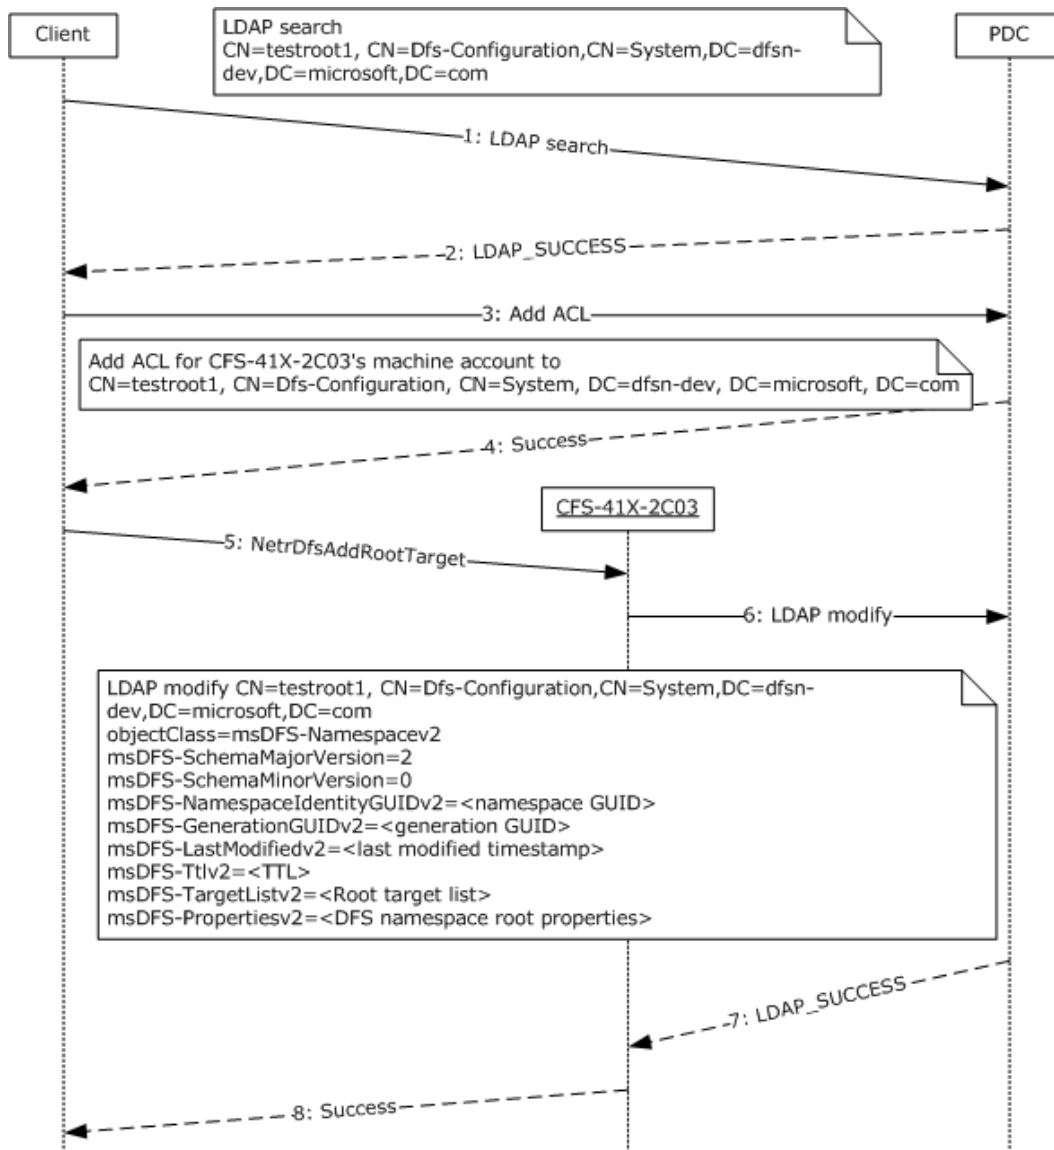 Client
LDAP search
CN=testroot1, CN=Dfs-Configuration,CN=System,DC=dfsn-
dev,DC=microsoft,DC=com
PDC
1: LDAP search
2: LDAP_SUCCESS
3: Add ACL
Add ACL for CFS-41X-2C03's machine account to
CN=testroot1, CN=Dfs-Configuration, CN=System, DC=dfsn-dev, DC=microsoft, DC=com
4: Success
CFS-41X-2C03
5: NetrDfsAddRootTarget
6: LDAP modify
LDAP modify CN=testroot1, CN=Dfs-Configuration,CN=System,DC=dfsn-
dev,DC=microsoft,DC=com
objectClass=msDFS-Namespacev2
msDFS-SchemaMajorVersion=2
msDFS-SchemaMinorVersion=0
msDFS-NamespaceIdentityGUIDv2=<namespace GUID>
msDFS-GenerationGUIDv2=<generation GUID>
msDFS-LastModifiedv2=<last modified timestamp>
msDFS-Ttlv2=<TTL>
msDFS-TargetListv2=<Root target list>
msDFS-Propertiesv2=<DFS namespace root properties>
7: LDAP_SUCCESS
8: Success